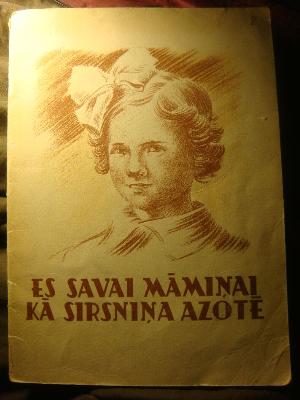 ES SAVAI MĀMIŅAI
KĀ SIRSNIŅA AZOTĒ